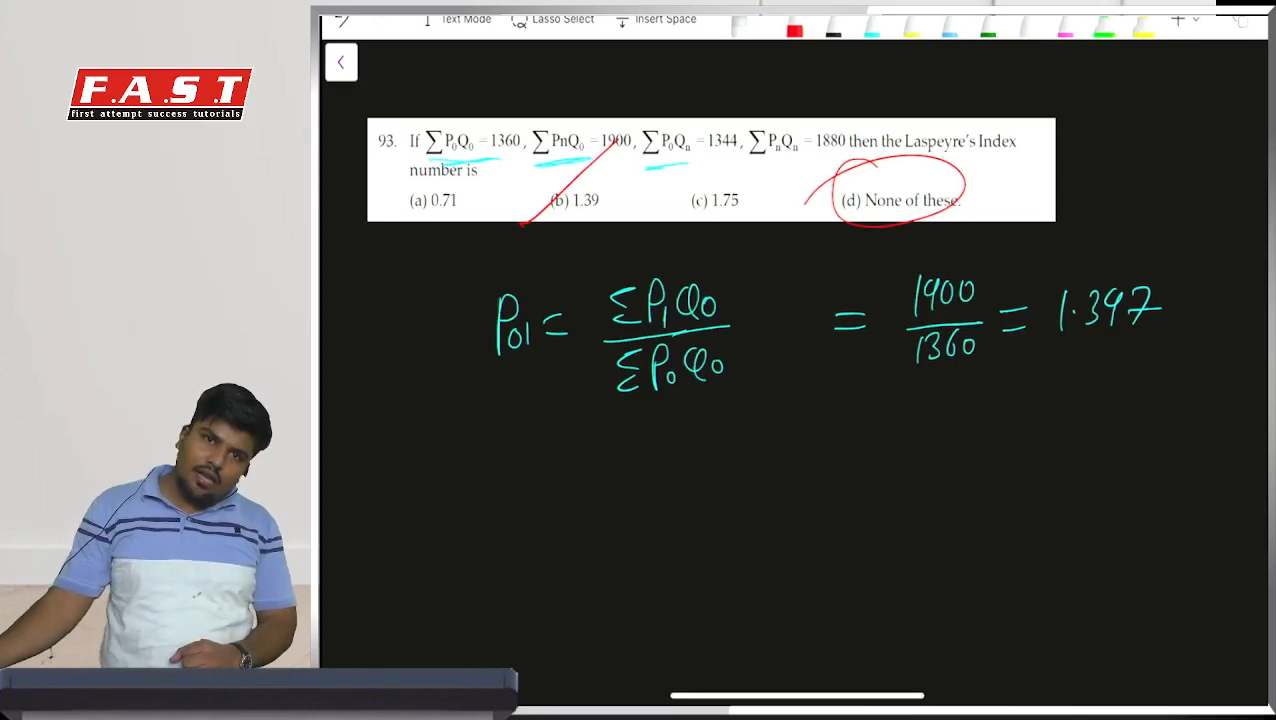 Text Mode Lasso Select Insert Space
F.A.S.T
first attempt success tutorials
93. If ∑P₀Q₀ = 1360, ∑PnQ₀ = 1900, ∑P₀Qₙ = 1344, ∑PₙQₙ = 1880 then the Laspeyre's Index
number is
(a) 0.71 (b) 1.39 (c) 1.75 (d) None of these.
P₀₁ = ∑P₁Q₀ / ∑P₀Q₀ = 1900 / 1360 = 1.397